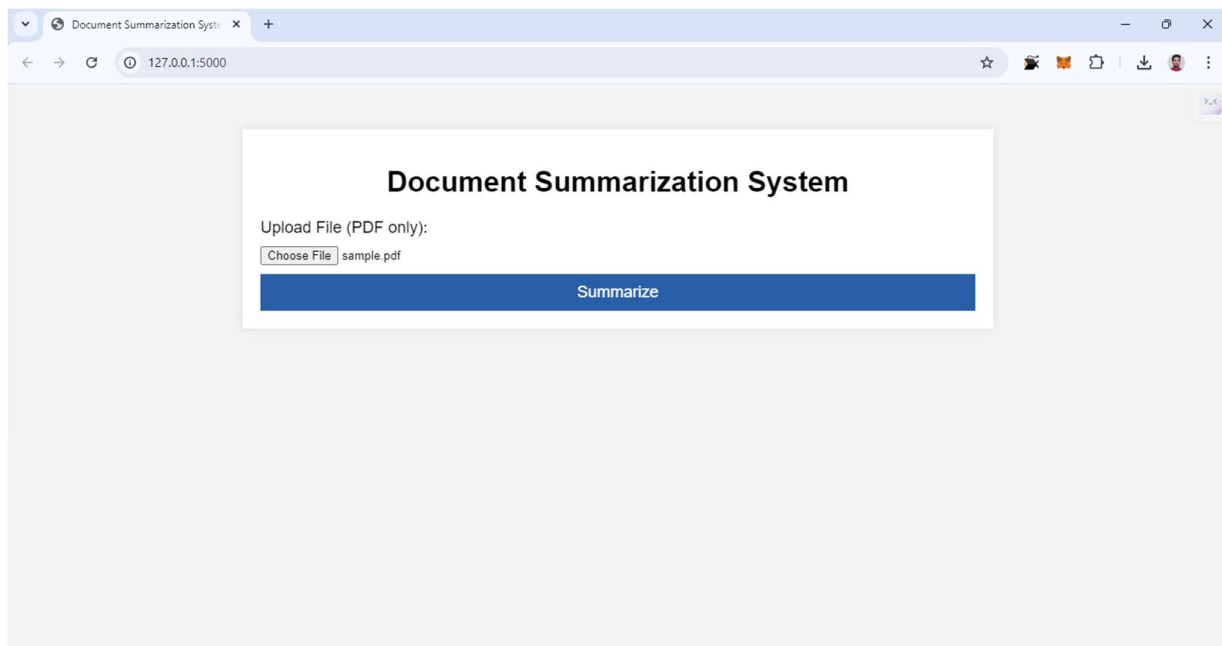 Document Summarization Syste
127.0.0.1:5000
Document Summarization System
Upload File (PDF only):
Choose File sample.pdf
Summarize